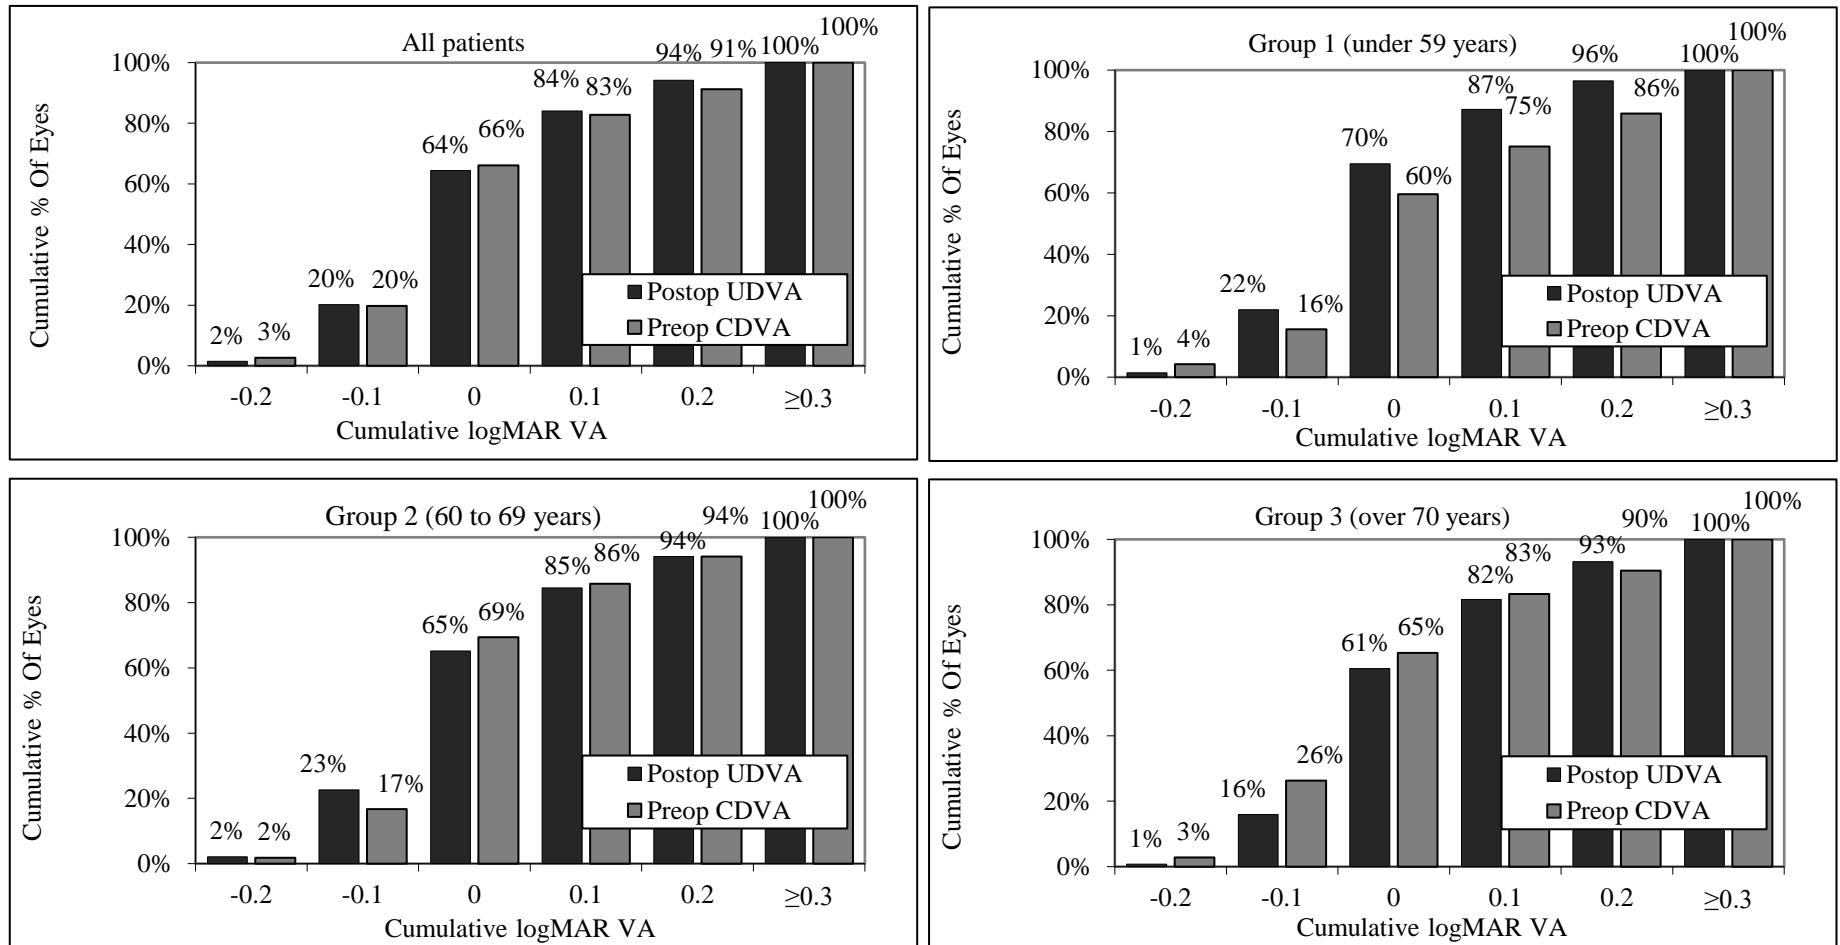 All patients
Cumulative % Of Eyes
100%
80%
60%
40%
20%
0%
2% 3% 20% 20% 64% 66% 84% 83% 94% 91% 100% 100%
Postop UDVA
Preop CDVA
-0.2 -0.1 0 0.1 0.2 ≥0.3
Cumulative logMAR VA
Group 1 (under 59 years)
Cumulative % Of Eyes
100%
80%
60%
40%
20%
0%
1% 4% 22% 16% 70% 60% 87% 75% 96% 86% 100% 100%
Postop UDVA
Preop CDVA
-0.2 -0.1 0 0.1 0.2 ≥0.3
Cumulative logMAR VA
Group 2 (60 to 69 years)
Cumulative % Of Eyes
100%
80%
60%
40%
20%
0%
2% 2% 23% 17% 65% 69% 85% 86% 94% 94% 100% 100%
Postop UDVA
Preop CDVA
-0.2 -0.1 0 0.1 0.2 ≥0.3
Cumulative logMAR VA
Group 3 (over 70 years)
Cumulative % Of Eyes
100%
80%
60%
40%
20%
0%
1% 3% 16% 26% 61% 65% 82% 83% 93% 90% 100% 100%
Postop UDVA
Preop CDVA
-0.2 -0.1 0 0.1 0.2 ≥0.3
Cumulative logMAR VA